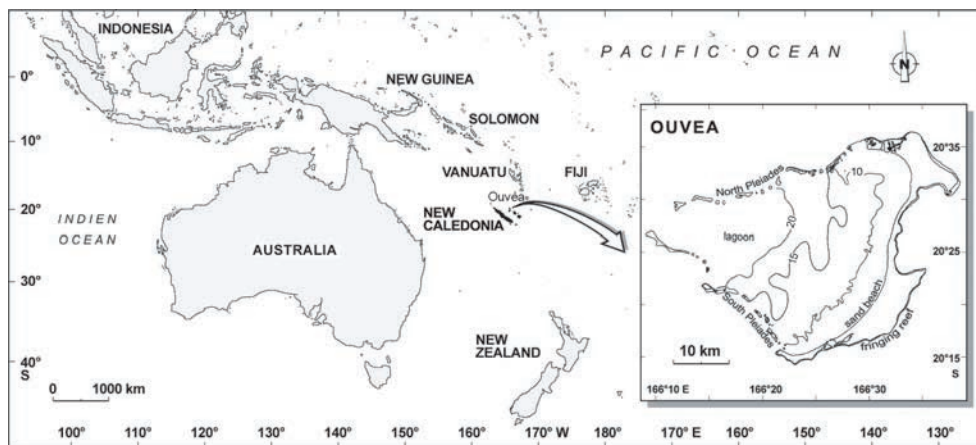 INDONESIA
PACIFIC OCEAN
N
0°
NEW GUINEA
SOLOMON
10°
VANUATU
FIJI
Ouvéa
20°
INDIEN
OCEAN
NEW
CALEDONIA
AUSTRALIA
30°
NEW
ZEALAND
40°
S
0 1000 km
100 110 120 130 140 150 160 170 180 170°E 150 140 130
OUVEA
20°35
North Pleiades
10
20
lagoon
15
20°25
sand beach
South Pleiades
fringing reef
10 km
20°15
S
166°10 E 166°20 166°30